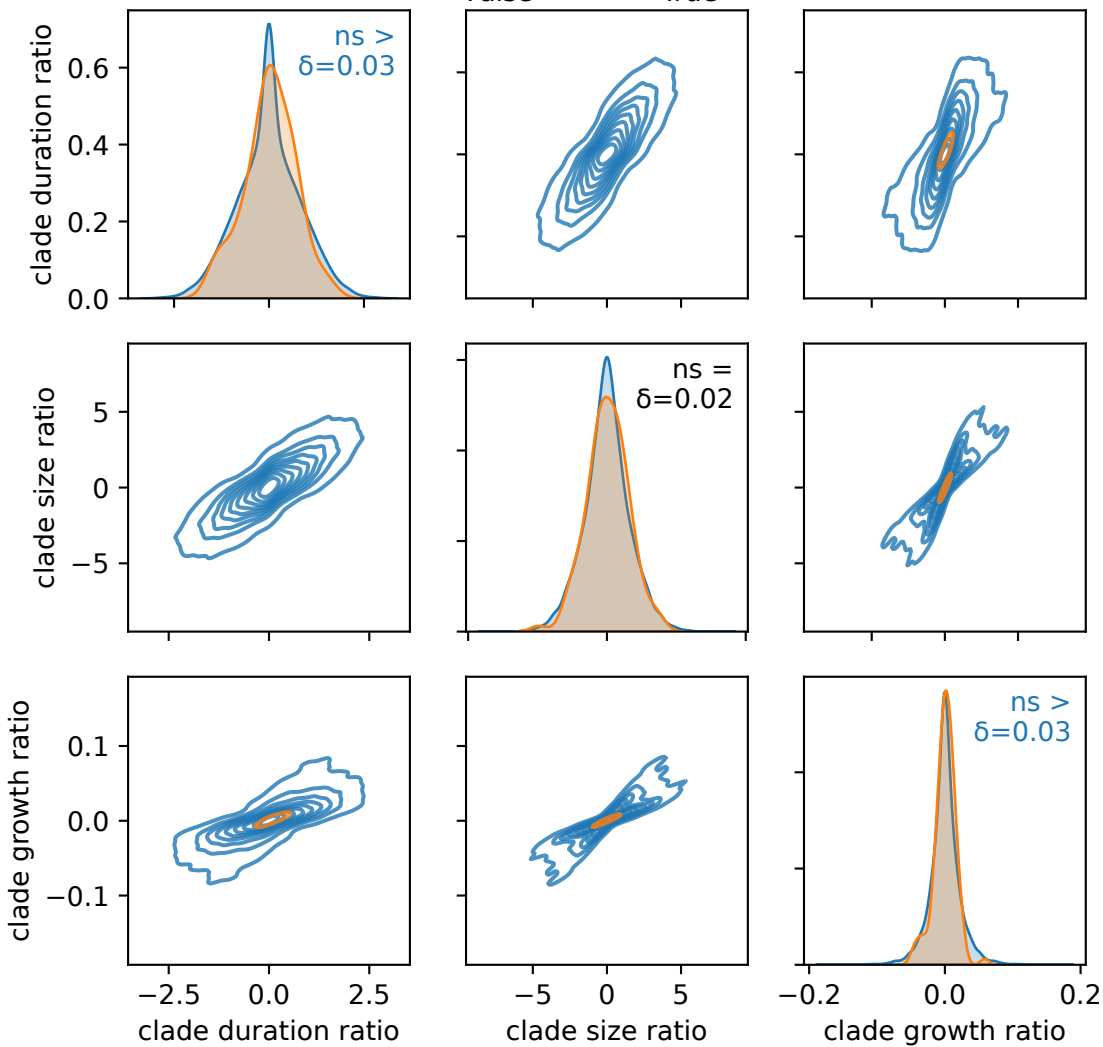 clade duration ratio
0.6
0.4
0.2
0.0
ns >
δ=0.03
−5
0
5
clade size ratio
5
0
−5
ns =
δ=0.02
clade growth ratio
0.1
0.0
−0.1
ns >
δ=0.03
−2.5
0.0
2.5
−5
0
5
−0.2
0.0
0.2
clade duration ratio
clade size ratio
clade growth ratio